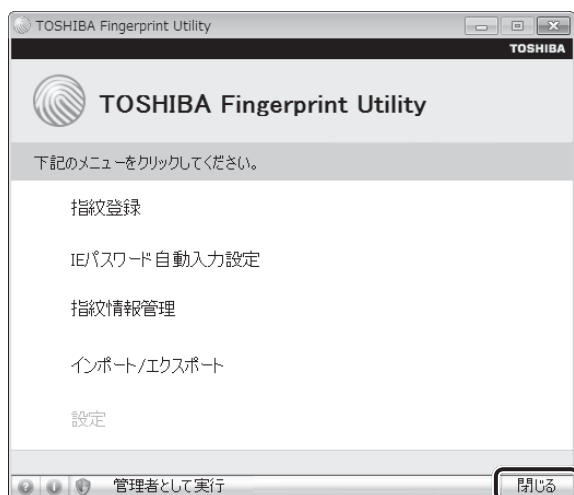 TOSHIBA Fingerprint Utility
TOSHIBA
TOSHIBA Fingerprint Utility
下記のメニューをクリックしてください。
指紋登録
IEパスワード自動入力設定
指紋情報管理
インポート/エクスポート
設定
管理者として実行
閉じる